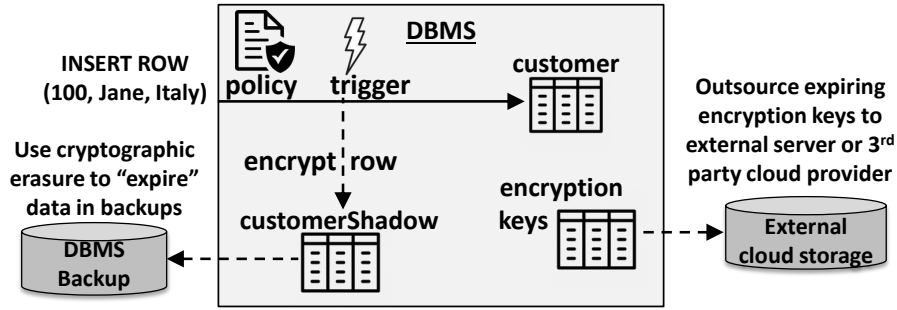 DBMS
INSERT ROW
(100, Jane, Italy)
policy
trigger
customer
Outsource expiring
encryption keys to
external server or 3rd
party cloud provider
Use cryptographic
erasure to “expire”
data in backups
encrypt row
customerShadow
encryption
keys
DBMS
Backup
External
cloud storage